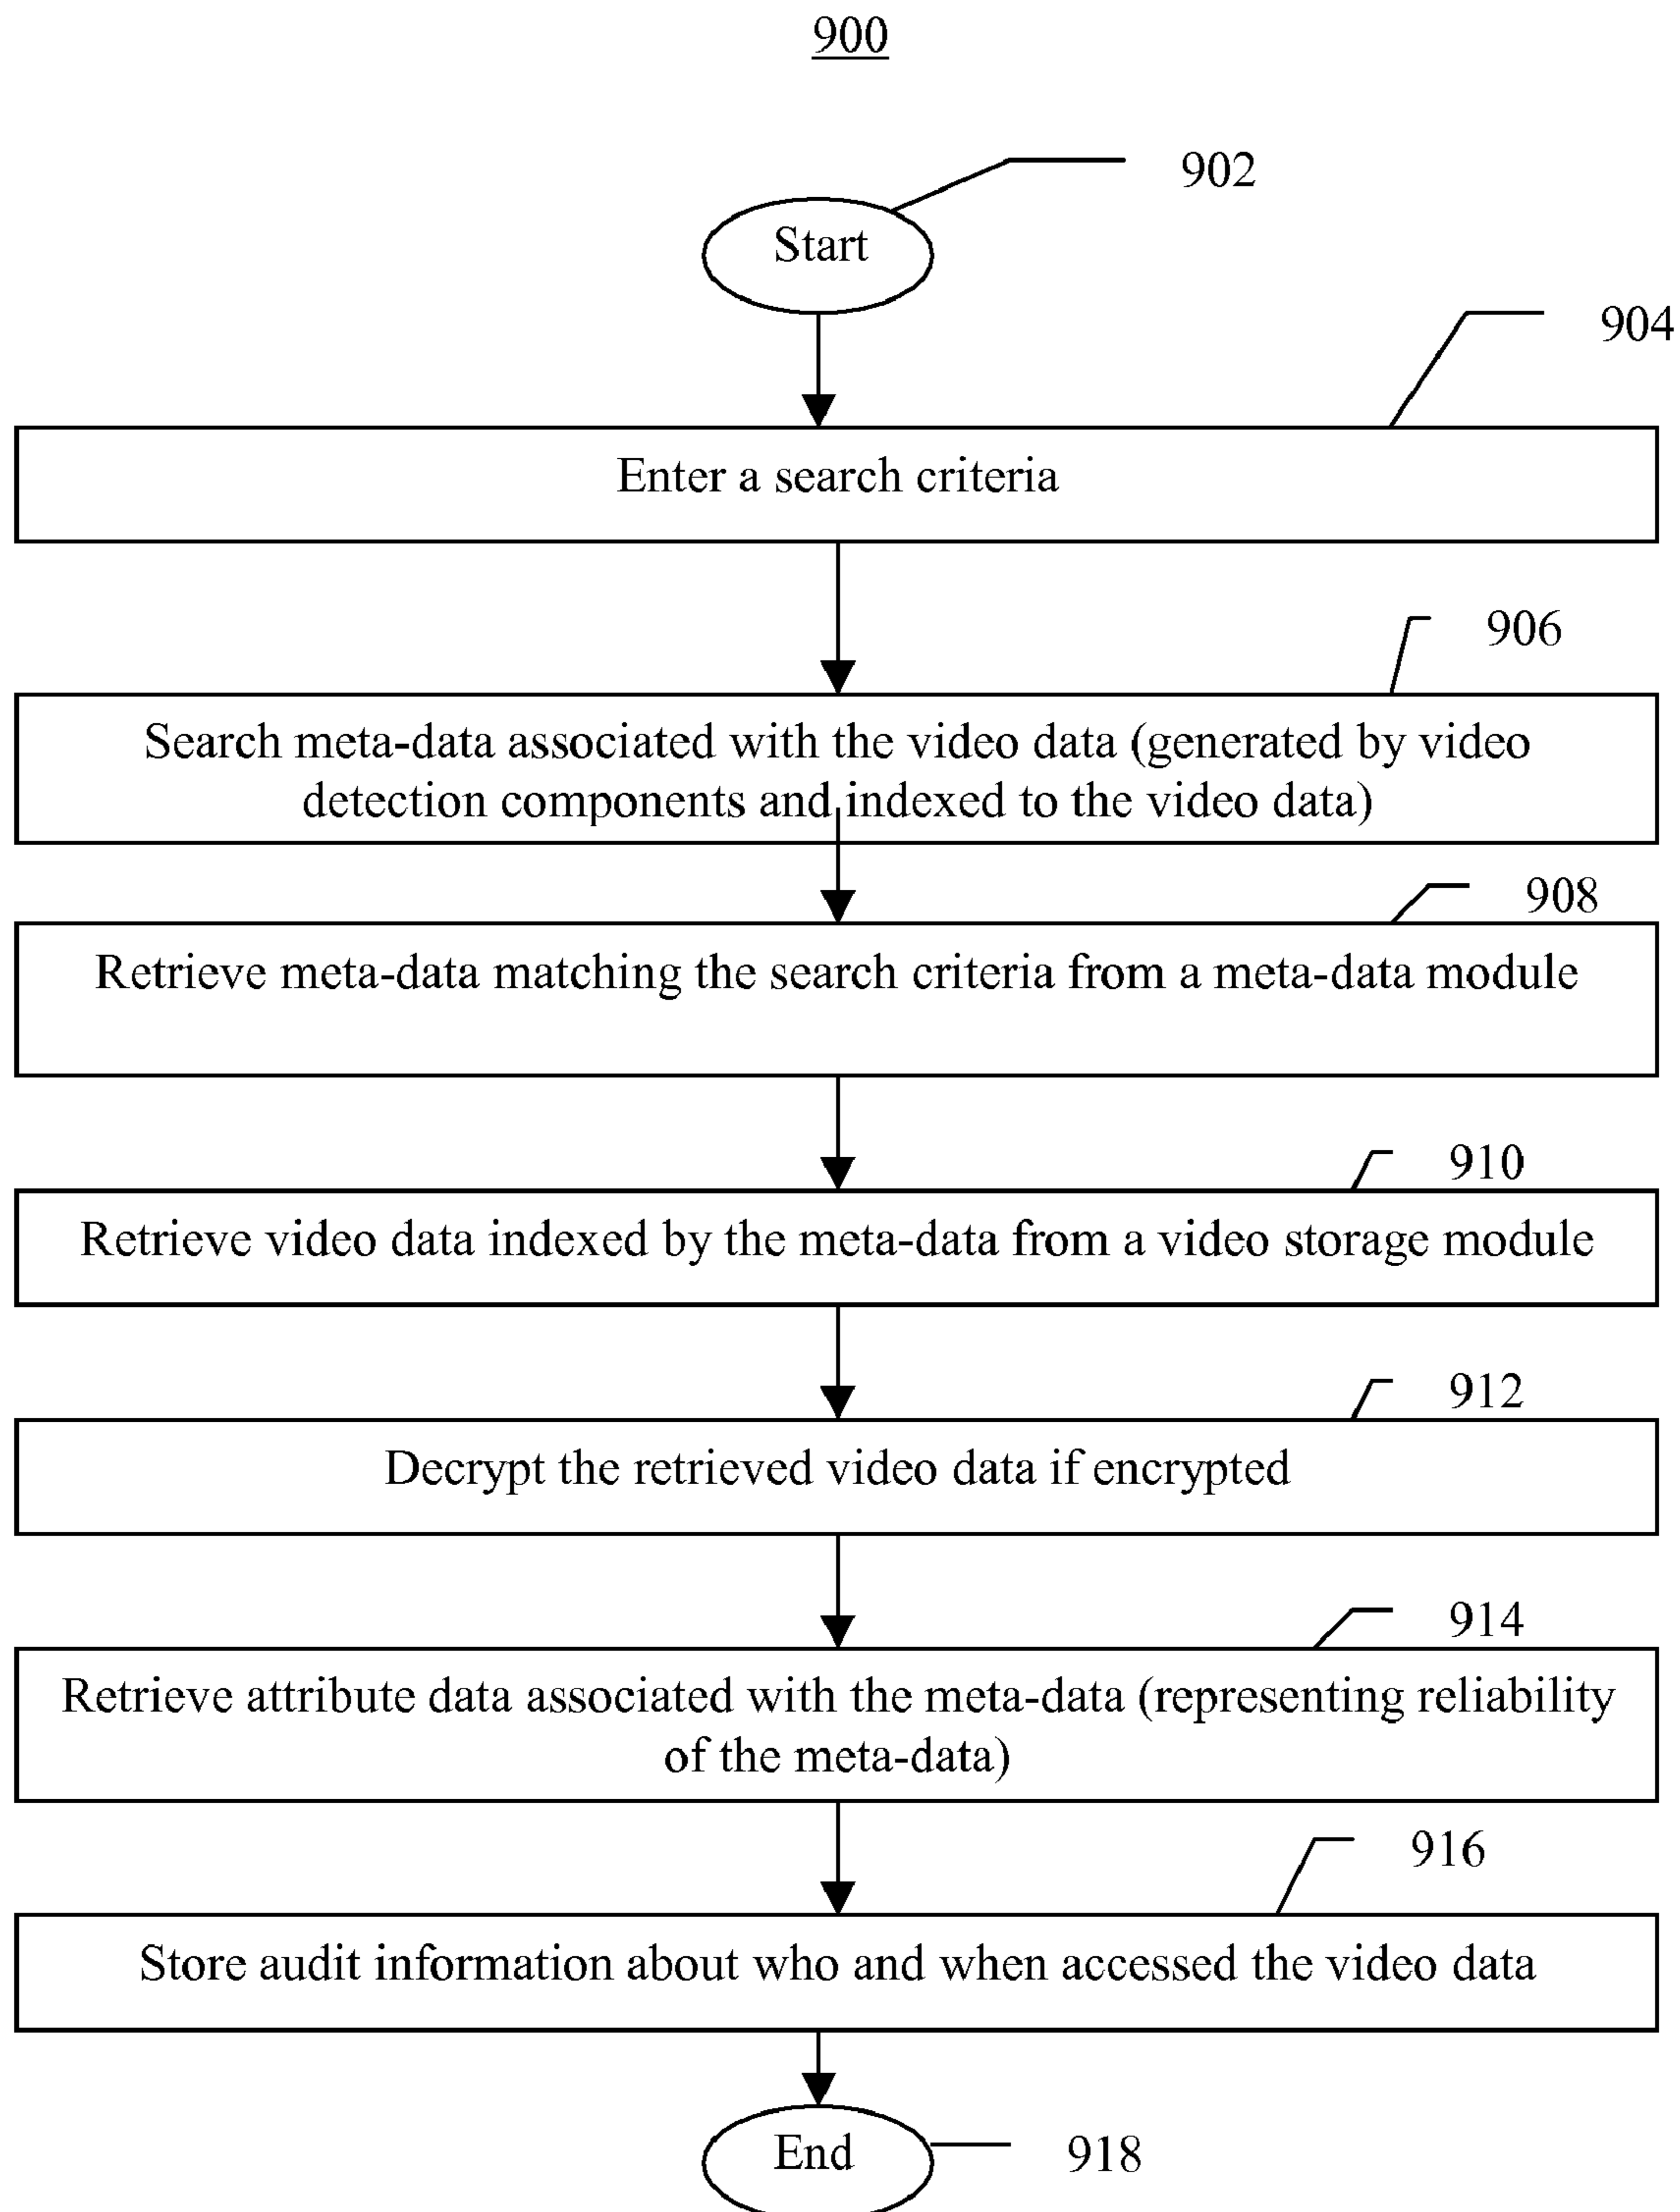 900
902
Start
904
Enter a search criteria
906
Search meta-data associated with the video data (generated by video
detection components and indexed to the video data)
908
Retrieve meta-data matching the search criteria from a meta-data module
910
Retrieve video data indexed by the meta-data from a video storage module
912
Decrypt the retrieved video data if encrypted
914
Retrieve attribute data associated with the meta-data (representing reliability
of the meta-data)
916
Store audit information about who and when accessed the video data
End
918